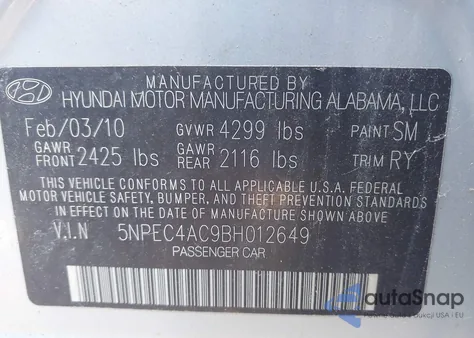 MANUFACTURED BY
HYUNDAI MOTOR MANUFACTURING ALABAMA, LLC
Feb/03/10 GVWR 4299 lbs PAINT SM
GAWR FRONT 2425 lbs GAWR REAR 2116 lbs TRIM RY
THIS VEHICLE CONFORMS TO ALL APPLICABLE U.S.A. FEDERAL
MOTOR VEHICLE SAFETY, BUMPER, AND THEFT PREVENTION STANDARDS
IN EFFECT ON THE DATE OF MANUFACTURE SHOWN ABOVE.
V.I.N 5NPEC4AC9BH012649
PASSENGER CAR
autoSnap
USA i EU